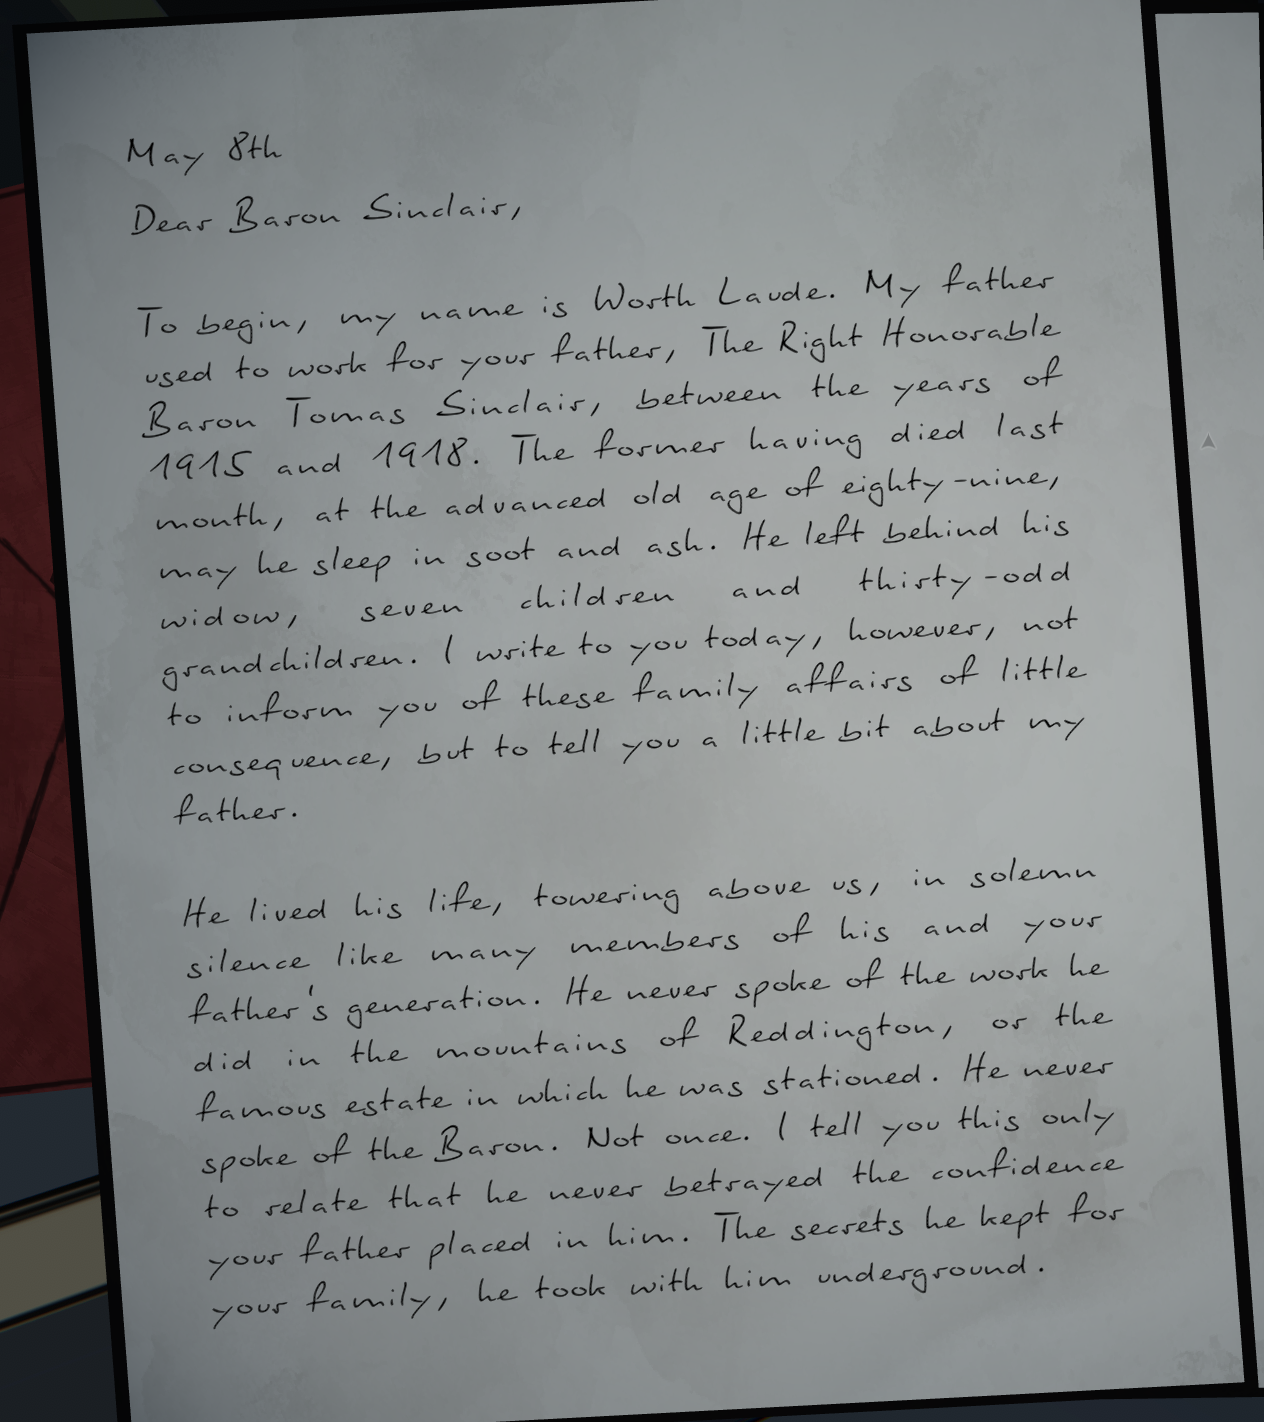 May 8th
Dear Baron Sinclair,
To begin, my name is Worth Laude. My father
used to work for your father, The Right Honorable
Baron Tomas Sinclair, between the years of
1915 and 1918. The former having died last
month, at the advanced old age of eighty-nine,
may he sleep in soot and ash. He left behind his
widow, seven children and thirty-odd
grandchildren. I write to you today, however, not
to inform you of these family affairs of little
consequence, but to tell you a little bit about my
father.
He lived his life, towering above us, in solemn
silence like many members of his and your
father's generation. He never spoke of the work he
did in the mountains of Reddington, or the
famous estate in which he was stationed. He never
spoke of the Baron. Not once. I tell you this only
to relate that he never betrayed the confidence
your father placed in him. The secrets he kept for
your family, he took with him underground.